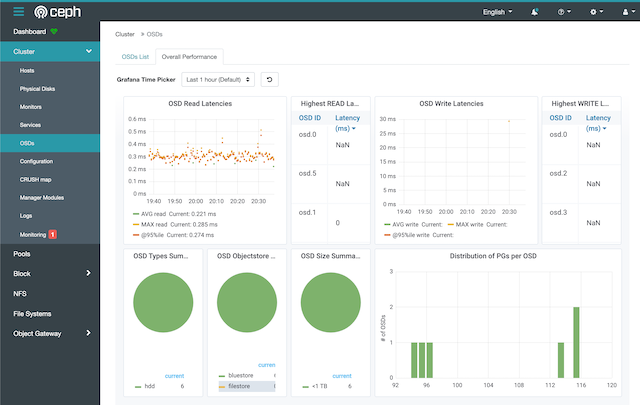 ceph
English
Dashboard
Cluster
Hosts
Physical Disks
Monitors
Services
OSDs
Configuration
CRUSH map
Manager Modules
Logs
Monitoring 1
Pools
Block
NFS
File Systems
Object Gateway
Cluster » OSDs
OSDs List Overall Performance
Grafana Time Picker Last 1 hour (Default)
OSD Read Latencies
0.6 ms
0.5 ms
0.4 ms
0.3 ms
0.2 ms
0.1 ms
0 ms
19:40 19:50 20:00 20:10 20:20 20:30
AVG read Current: 0.221 ms
MAX read Current: 0.285 ms
@95%ile Current: 0.274 ms
Highest READ La...
OSD ID Latency (ms)
osd.0 NaN
osd.5 NaN
osd.1 0
OSD Write Latencies
30 ms
25 ms
20 ms
15 ms
10 ms
5 ms
0 ms
19:40 19:50 20:00 20:10 20:20 20:30
AVG write Current: MAX write Current:
@95%ile write Current:
Highest WRITE L...
OSD ID Latency (ms)
osd.0 NaN
osd.2 NaN
osd.3 NaN
OSD Types Sum...
current
hdd 6
OSD Objectstore ...
current
bluestore
filestore
OSD Size Summa...
current
<1 TB 6
Distribution of PGs per OSD
# of OSDs
3
2
1
0
92 96 100 104 108 112 116 120